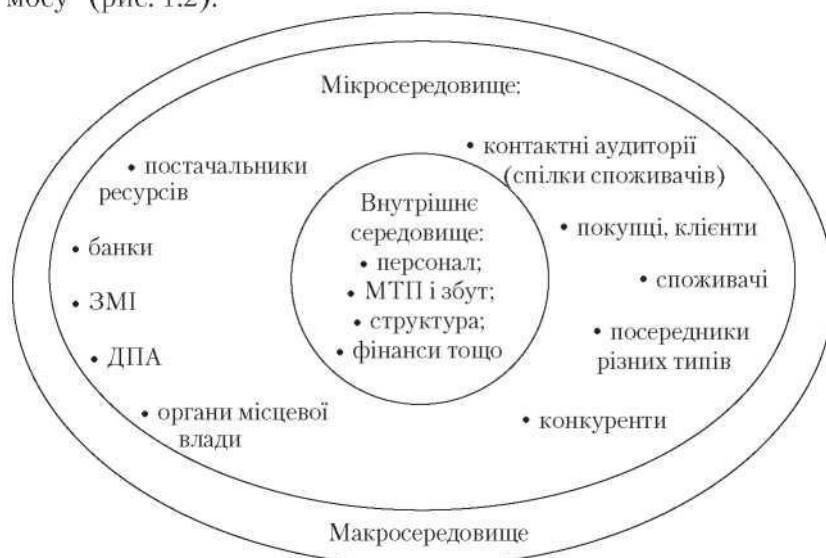 мосу" (рис. 1.2).
Мікросередовище:
• постачальники
ресурсів
• банки
• ЗМІ
• ДПА
• органи місцевої
влади
Внутрішнє
середовище:
• персонал;
• МТП і збут;
• структура;
• фінанси тощо
• контактні аудиторії
(спілки споживачів)
• покупці, клієнти
• споживачі
• посередники
різних типів
• конкуренти
Макросередовище